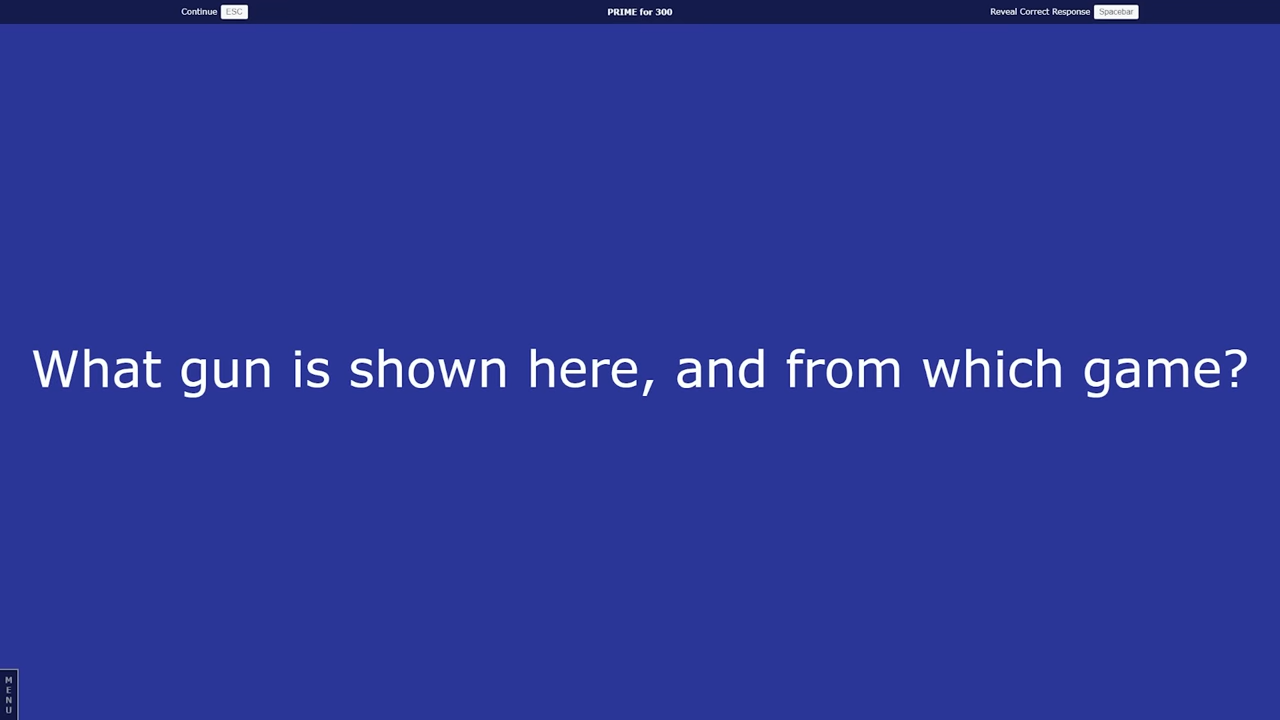 Continue ESC PRIME for 300 Reveal Correct Response Spacebar
What gun is shown here, and from which game?
MENU